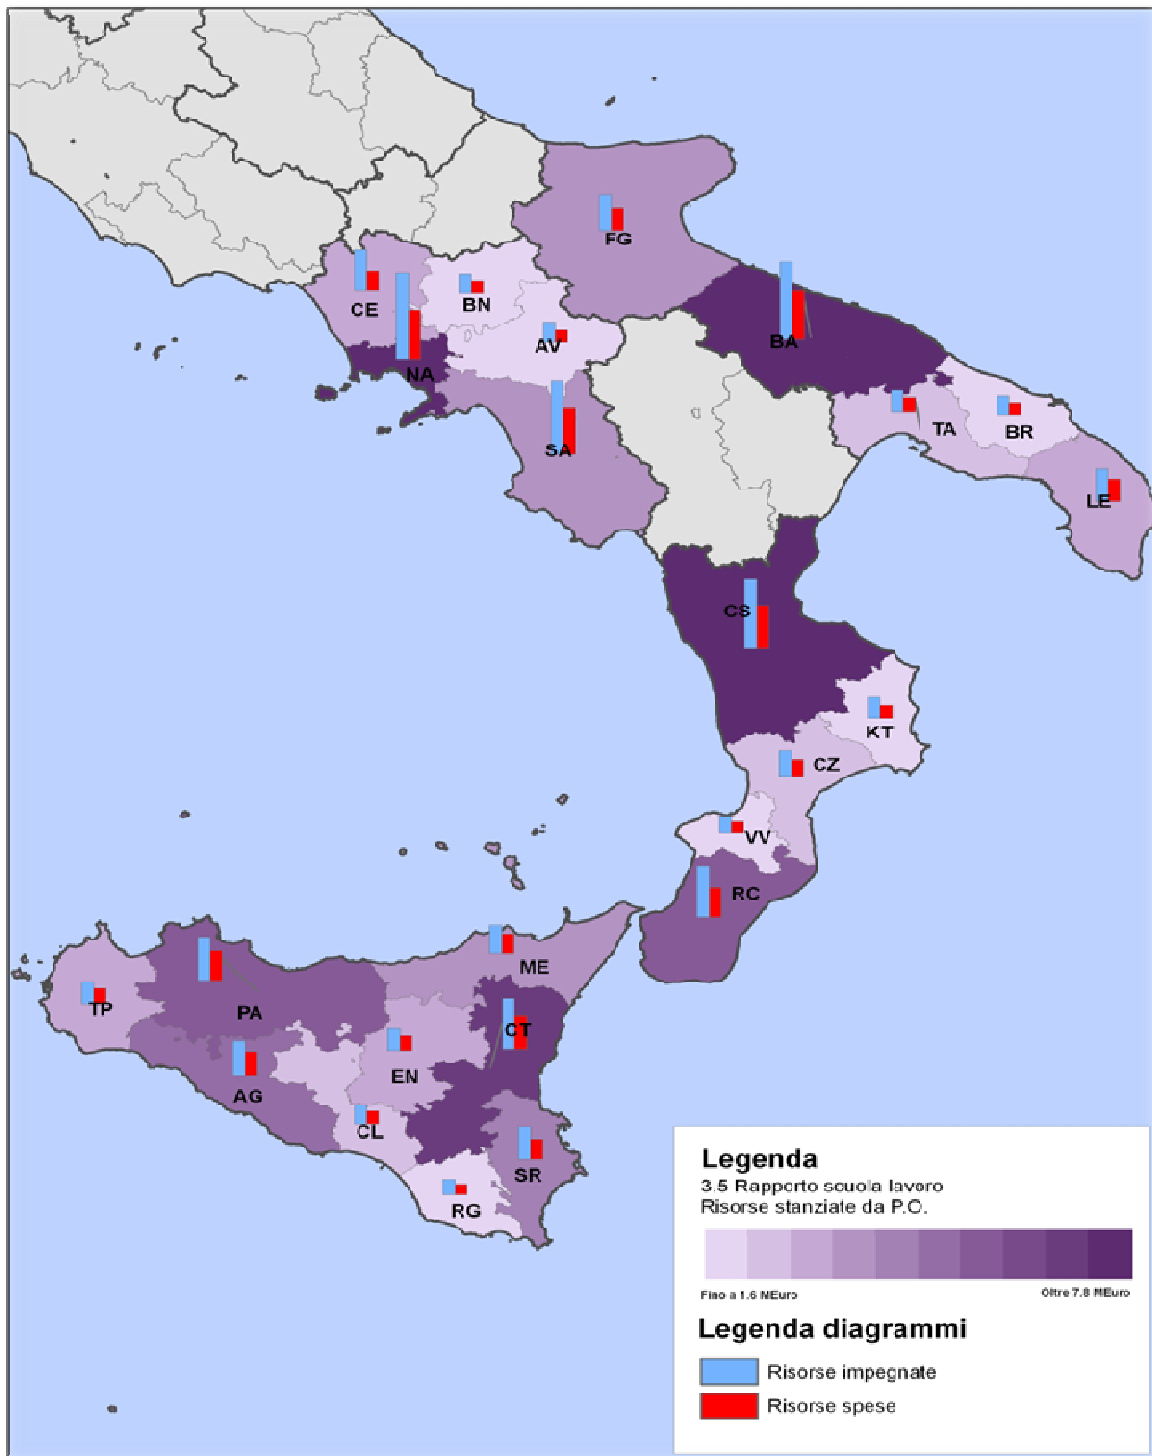 FG
CE
BN
BA
AV
NA
TA
BR
SA
LE
CS
KT
CZ
VV
RC
ME
TP
PA
CT
EN
AG
CL
SR
RG
Legenda
3.5 Rapporto scuola lavoro
Risorse stanziate da P.O.
Fino a 1.6 MEuro
Oltre 7.8 MEuro
Legenda diagrammi
Risorse impegnate
Risorse spese